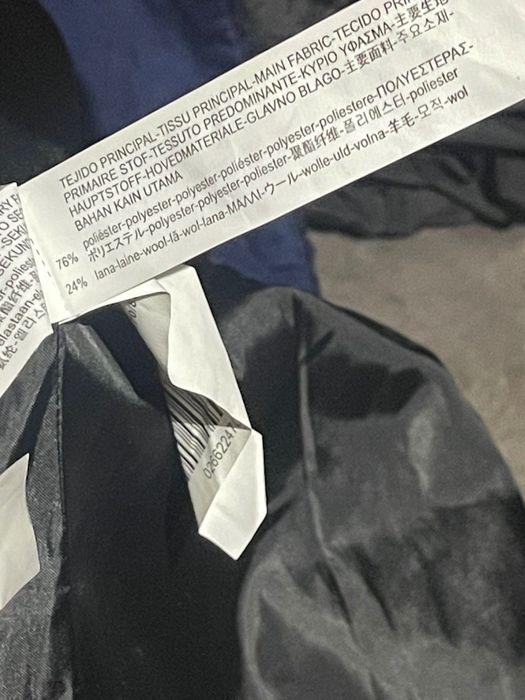 TEJIDO PRINCIPAL-TISSU PRINCIPAL-MAIN FABRIC-TECIDO
PRIMAIRE STOF-TESSUTO PREDOMINANTE-ΚΥΡΙΟ ΥΦΑΣΜΑ-主要生地
HAUPTSTOFF-HOVEDMATERIALE-GLAVNO BLAGO-主要面料-주요소재-
BAHAN KAIN UTAMA
76% poliéster-polyester-polyester-poliéster-polyester-poliestere-ΠΟΛΥΕΣΤΕΡΑΣ-
ポリエステル-polyester-polyester-poliester-聚酯纤维-폴리에스터-poliester
24% lana-laine-wool-lã-wol-lana-ΜΑΛΛΙ-ウール-wolle-uld-volna-羊毛-모직-wol
0266224